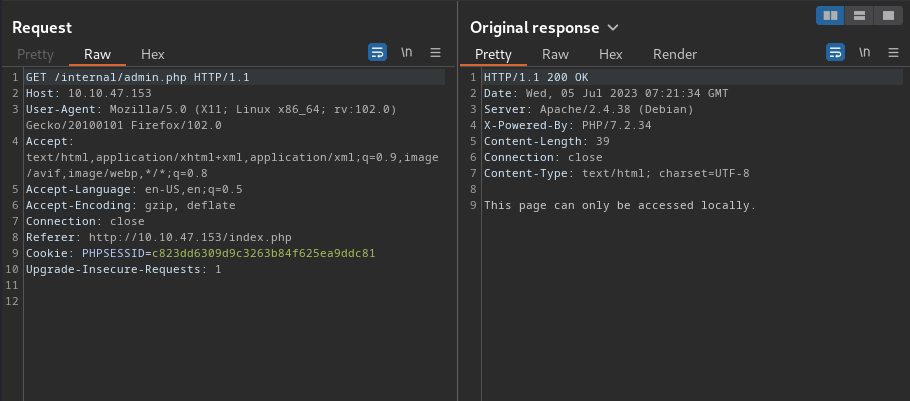 Request
Pretty Raw Hex \n
1 GET /internal/admin.php HTTP/1.1
2 Host: 10.10.47.153
3 User-Agent: Mozilla/5.0 (X11; Linux x86_64; rv:102.0)
Gecko/20100101 Firefox/102.0
4 Accept:
text/html,application/xhtml+xml,application/xml;q=0.9,image
/avif,image/webp,*/*;q=0.8
5 Accept-Language: en-US,en;q=0.5
6 Accept-Encoding: gzip, deflate
7 Connection: close
8 Referer: http://10.10.47.153/index.php
9 Cookie: PHPSESSID=c823dd6309d9c3263b84f625ea9ddc81
10 Upgrade-Insecure-Requests: 1
11
12
Original response
Pretty Raw Hex Render \n
1 HTTP/1.1 200 OK
2 Date: Wed, 05 Jul 2023 07:21:34 GMT
3 Server: Apache/2.4.38 (Debian)
4 X-Powered-By: PHP/7.2.34
5 Content-Length: 39
6 Connection: close
7 Content-Type: text/html; charset=UTF-8
8
9 This page can only be accessed locally.